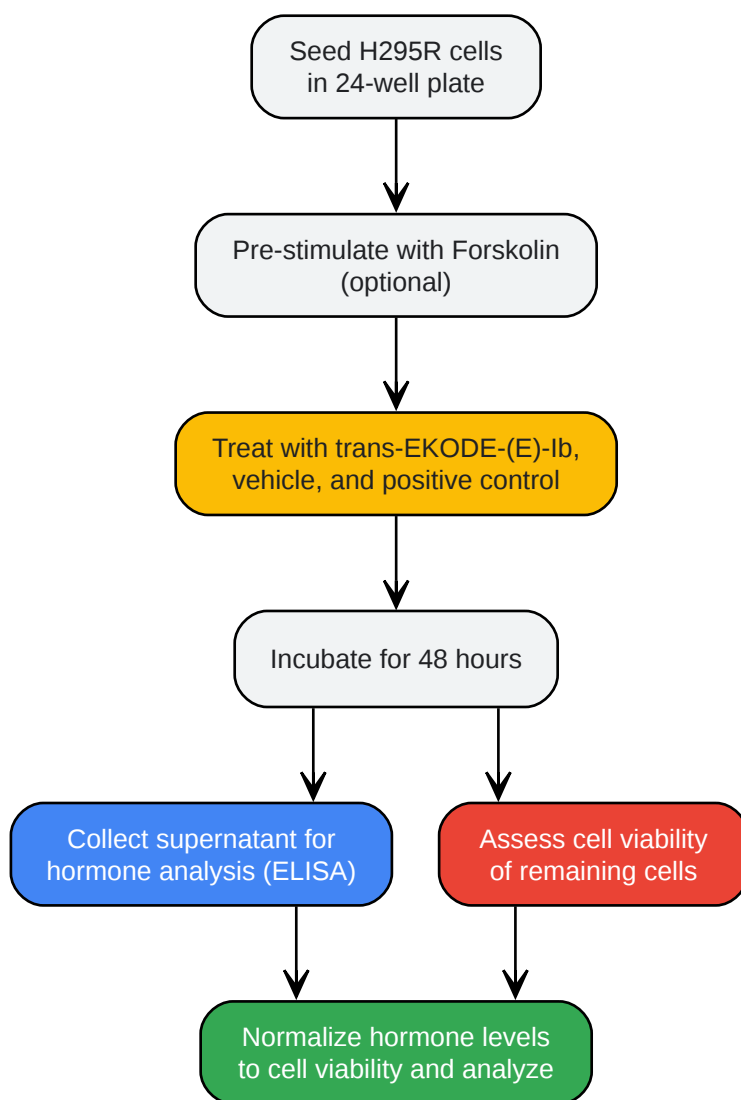 Seed H295R cells
in 24-well plate
Pre-stimulate with Forskolin
(optional)
Treat with trans-EKODE-(E)-Ib,
vehicle, and positive control
Incubate for 48 hours
Collect supernatant for
hormone analysis (ELISA)
Assess cell viability
of remaining cells
Normalize hormone levels
to cell viability and analyze